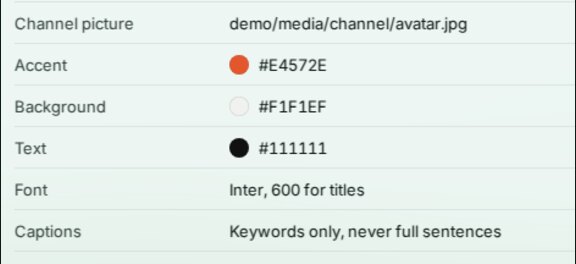 Channel picture demo/media/channel/avatar.jpg
Accent #E4572E
Background #F1F1EF
Text #111111
Font Inter, 600 for titles
Captions Keywords only, never full sentences